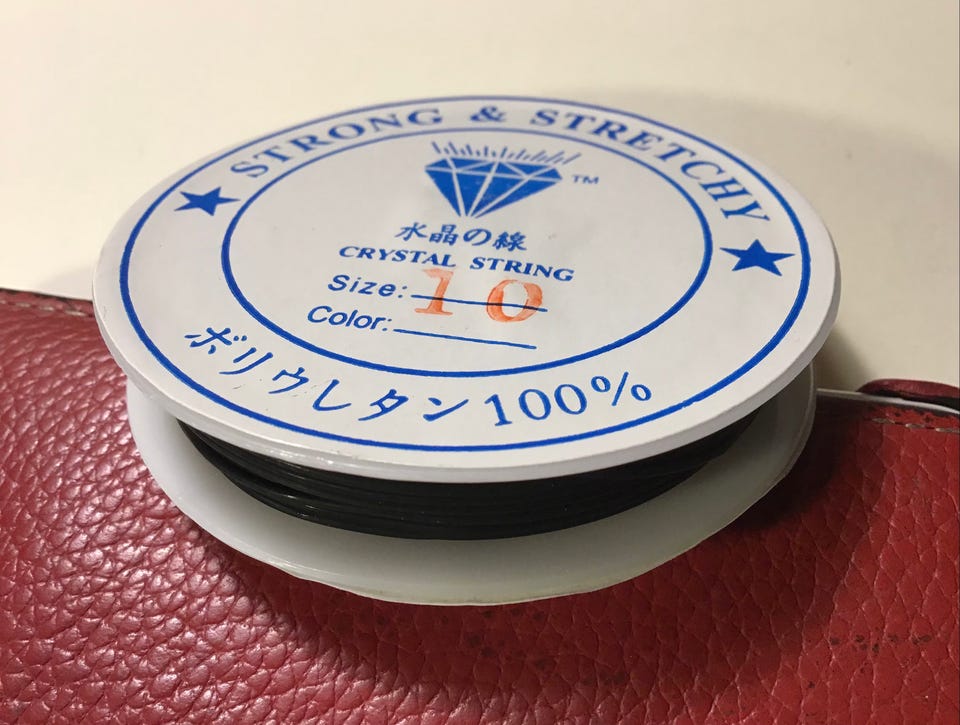 STRONG & STRETCHY
TM
水晶の線
CRYSTAL STRING
Size: 10
Color:
ボリウレタン100%